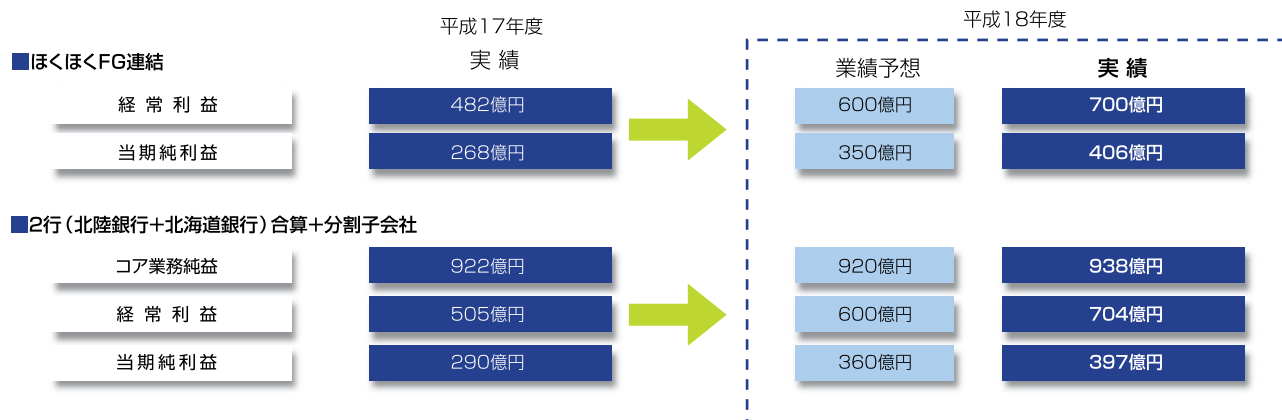 平成17年度
平成18年度
■ほくほくFG連結
実 績
業績予想
実 績
経 常 利 益
482億円
600億円
700億円
当期純利益
268億円
350億円
406億円
■2行（北陸銀行+北海道銀行）合算+分割子会社
コア業務純益
922億円
920億円
938億円
経 常 利 益
505億円
600億円
704億円
当期純利益
290億円
360億円
397億円